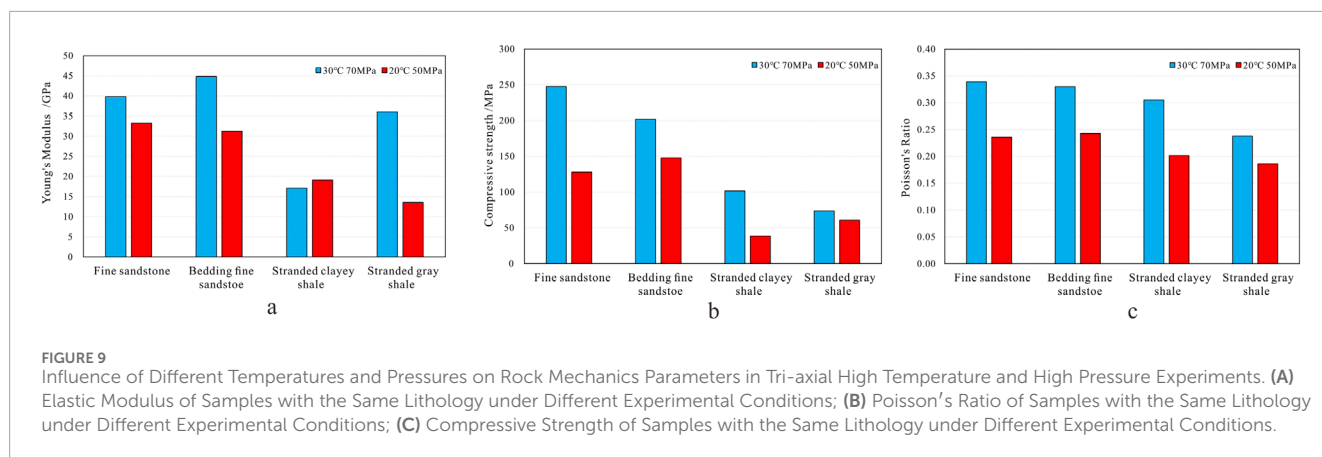 50
45
40
35
30
25
20
15
10
5
0
Young's Modulus /GPa
30℃ 70MPa 20℃ 50MPa
Fine sandstone Bedding fine sandstoe Stranded clayey shale Stranded gray shale
a
300
250
200
150
100
50
0
Compressive strength /MPa
30℃ 70MPa 20℃ 50MPa
Fine sandstone Bedding fine sandstoe Stranded clayey shale Stranded gray shale
b
0.40
0.35
0.30
0.25
0.20
0.15
0.10
0.05
0.00
Poisson's Ratio
30℃ 70MPa 20℃ 50MPa
Fine sandstone Bedding fine sandstoe Stranded clayey shale Stranded gray shale
c
FIGURE 9
Influence of Different Temperatures and Pressures on Rock Mechanics Parameters in Tri-axial High Temperature and High Pressure Experiments. (A)
Elastic Modulus of Samples with the Same Lithology under Different Experimental Conditions; (B) Poisson′s Ratio of Samples with the Same Lithology
under Different Experimental Conditions; (C) Compressive Strength of Samples with the Same Lithology under Different Experimental Conditions.